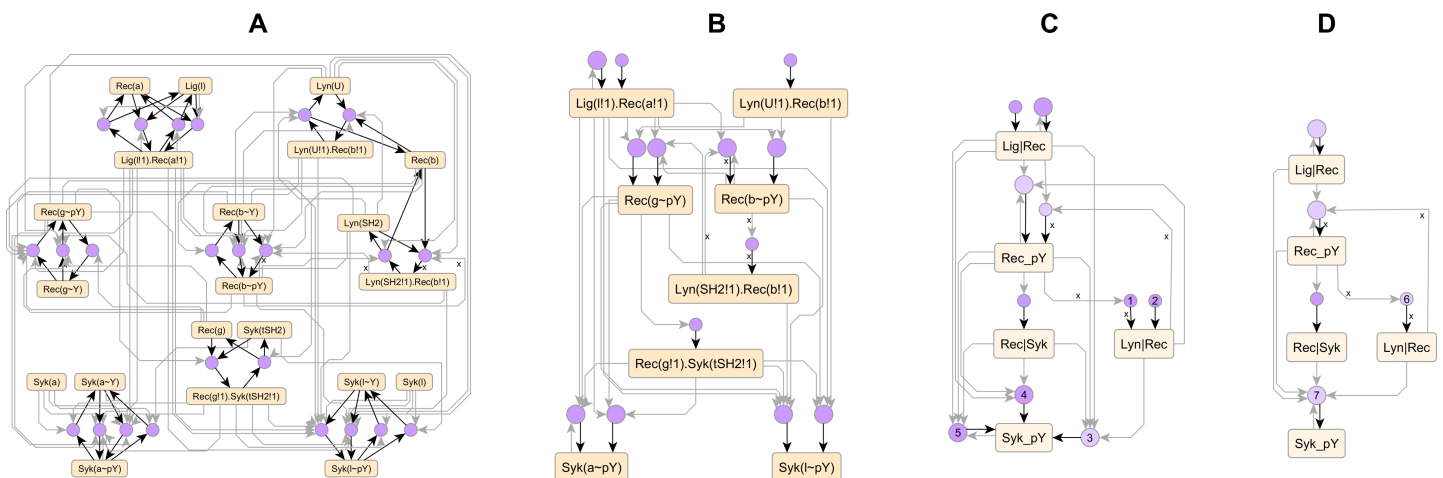 A
B
C
D
Rec(a)
Lig(l)
Lyn(U)
Lig(l!1).Rec(a!1)
Lyn(U!1).Rec(b!1)
Rec(b)
Rec(g~pY)
Rec(b~Y)
Lyn(SH2)
x
x
x
x
x
Rec(g~Y)
Rec(b~pY)
Lyn(SH2!1).Rec(b!1)
Rec(g)
Syk(tSH2)
Rec(g!1).Syk(tSH2!1)
Syk(a)
Syk(a~Y)
Syk(l~Y)
Syk(l)
Syk(a~pY)
Syk(l~pY)
Lig(l!1).Rec(a!1)
Lyn(U!1).Rec(b!1)
x
Rec(g~pY)
Rec(b~pY)
x
x
x
Lyn(SH2!1).Rec(b!1)
Rec(g!1).Syk(tSH2!1)
Syk(a~pY)
Syk(l~pY)
Lig|Rec
x
x
Rec_pY
x
1
2
x
Rec|Syk
Lyn|Rec
4
5
Syk_pY
3
Lig|Rec
x
x
Rec_pY
x
6
x
Rec|Syk
Lyn|Rec
7
Syk_pY